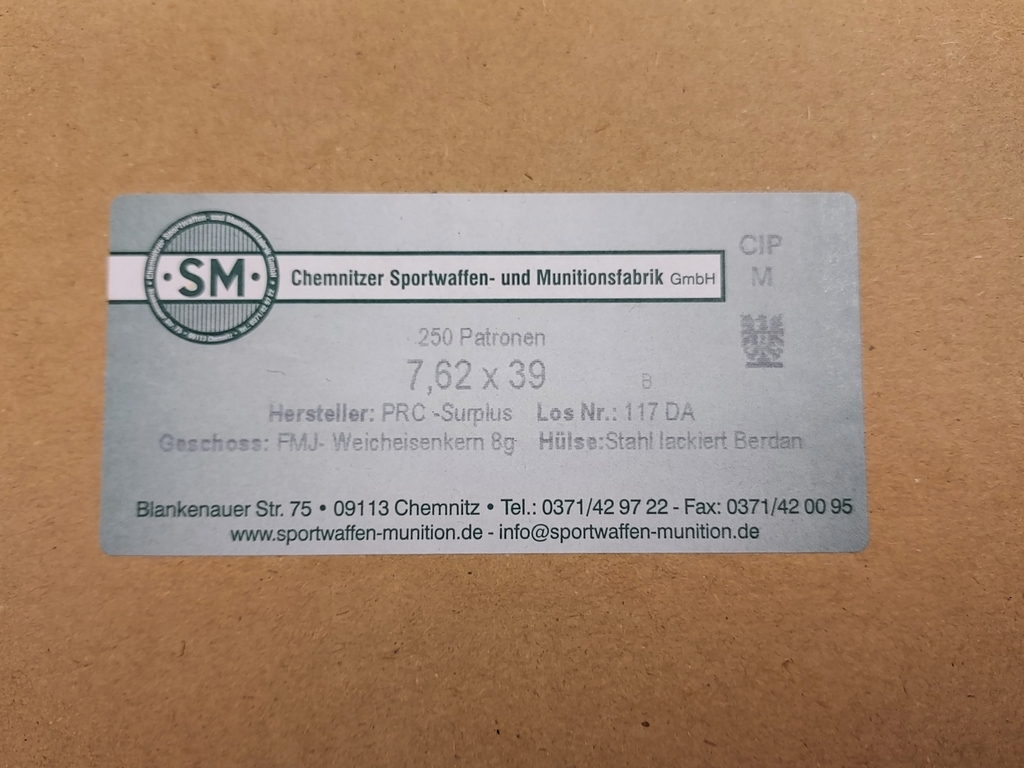 SM
Chemnitzer Sportwaffen- und Munitionsfabrik GmbH
CIP
M
250 Patronen
7,62 x 39 B
Hersteller: PRC -Surplus Los Nr.: 117 DA
Geschoss: FMJ- Weicheisenkern 8g Hülse:Stahl lackiert Berdan
Blankenauer Str. 75 • 09113 Chemnitz • Tel.: 0371/42 97 22 - Fax: 0371/42 00 95
www.sportwaffen-munition.de - info@sportwaffen-munition.de